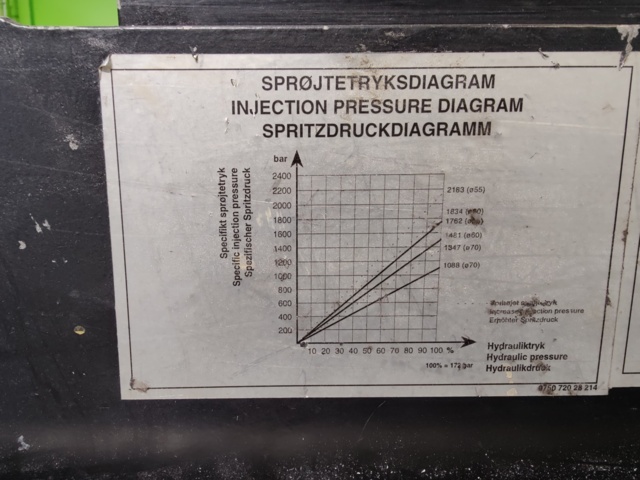 SPRØJTETRYKSDIAGRAM
INJECTION PRESSURE DIAGRAM
SPRITZDRUCKDIAGRAMM
Specifikt sprøjtetryk
Specific injection pressure
Spezifischer Spritzdruck
bar
2400
2200
2000
1800
1600
1400
1200
1000
800
600
400
200
2183 (ø55)
1834 (ø60)
1762
1481 (ø60)
1347 (ø70)
1088 (ø70)
10 20 30 40 50 60 70 80 90 100 %
100% = 172 bar
Increased injection pressure
Erhöhter Spritzdruck
Hydrauliktryk
Hydraulic pressure
Hydraulikdruck
0750 720 28 214